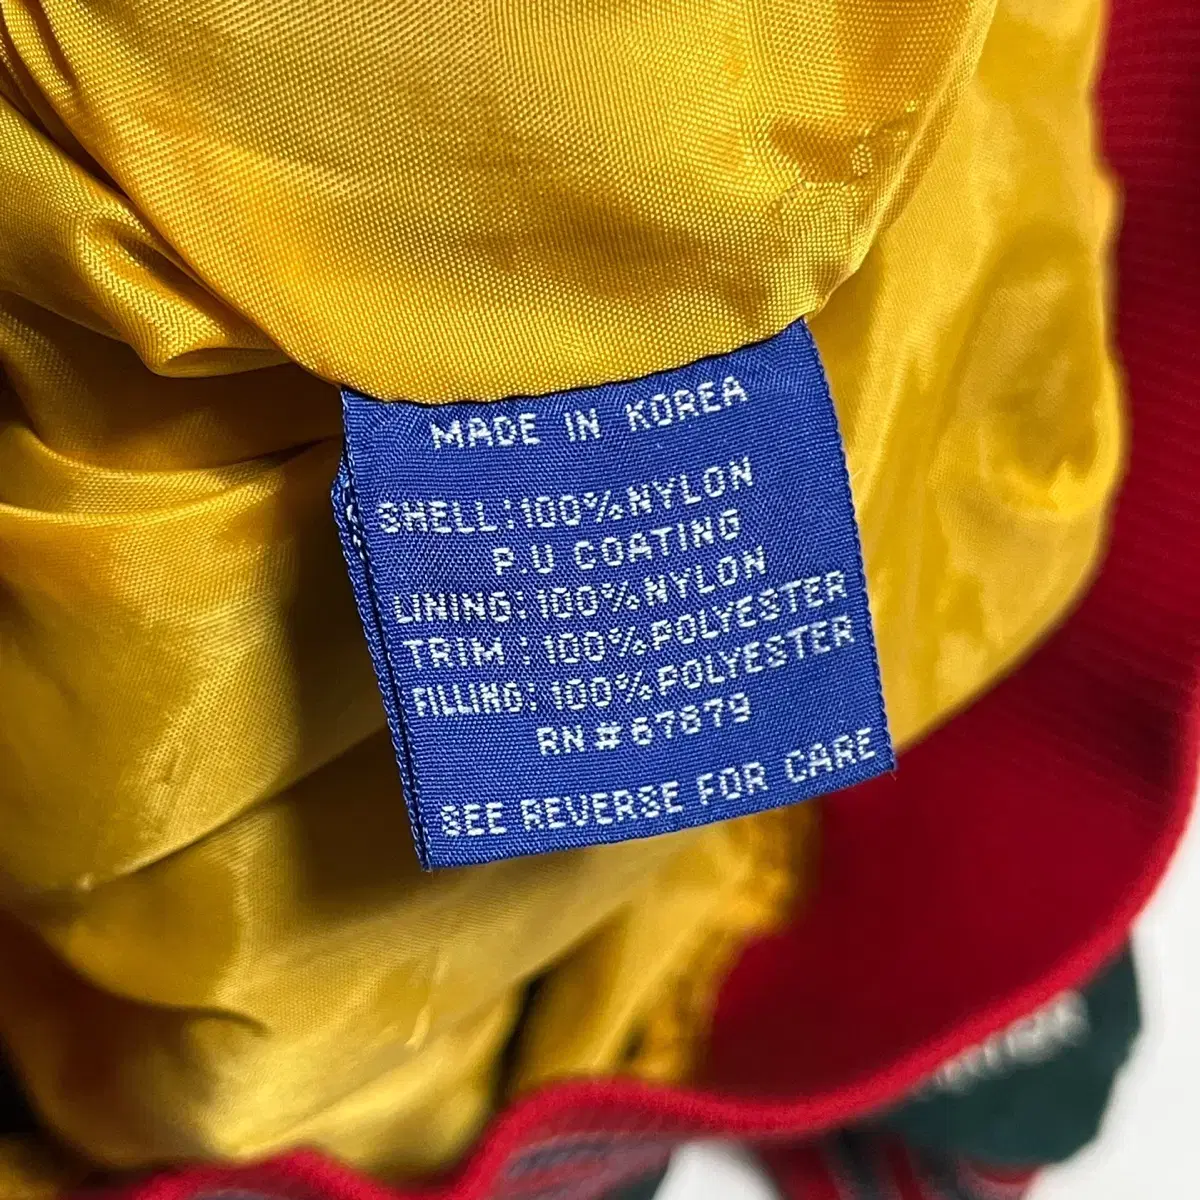 MADE IN KOREA
SHELL:100%NYLON
P.U COATING
LINING:100%NYLON
TRIM :100%POLYESTER
FILLING:100%POLYESTER
RN#67879
SEE REVERSE FOR CARE